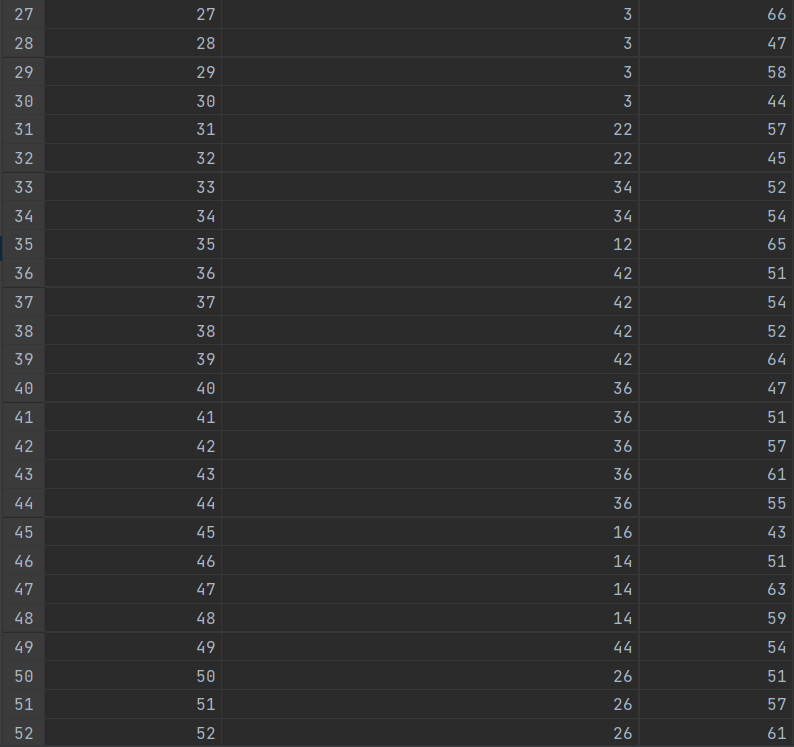 27 27 3 66
28 28 3 47
29 29 3 58
30 30 3 44
31 31 22 57
32 32 22 45
33 33 34 52
34 34 34 54
35 35 12 65
36 36 42 51
37 37 42 54
38 38 42 52
39 39 42 64
40 40 36 47
41 41 36 51
42 42 36 57
43 43 36 61
44 44 36 55
45 45 16 43
46 46 14 51
47 47 14 63
48 48 14 59
49 49 44 54
50 50 26 51
51 51 26 57
52 52 26 61